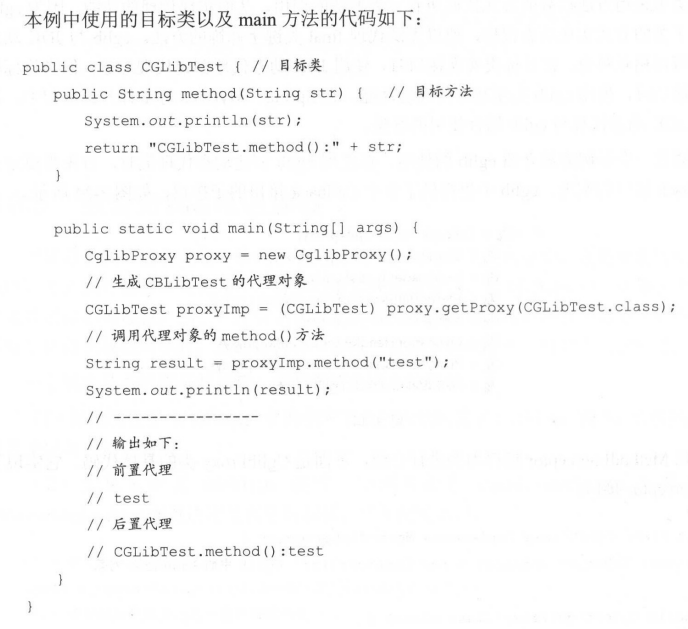 本例中使用的目标类以及 main 方法的代码如下：
public class CGLibTest { // 目标类
public String method(String str) { // 目标方法
System.out.println(str);
return "CGLibTest.method():" + str;
}
public static void main(String[] args) {
CglibProxy proxy = new CglibProxy();
// 生成 CBLibTest 的代理对象
CGLibTest proxyImp = (CGLibTest) proxy.getProxy(CGLibTest.class);
// 调用代理对象的 method()方法
String result = proxyImp.method("test");
System.out.println(result);
// ----------------
// 输出如下：
// 前置代理
// test
// 后置代理
// CGLibTest.method():test
}
}